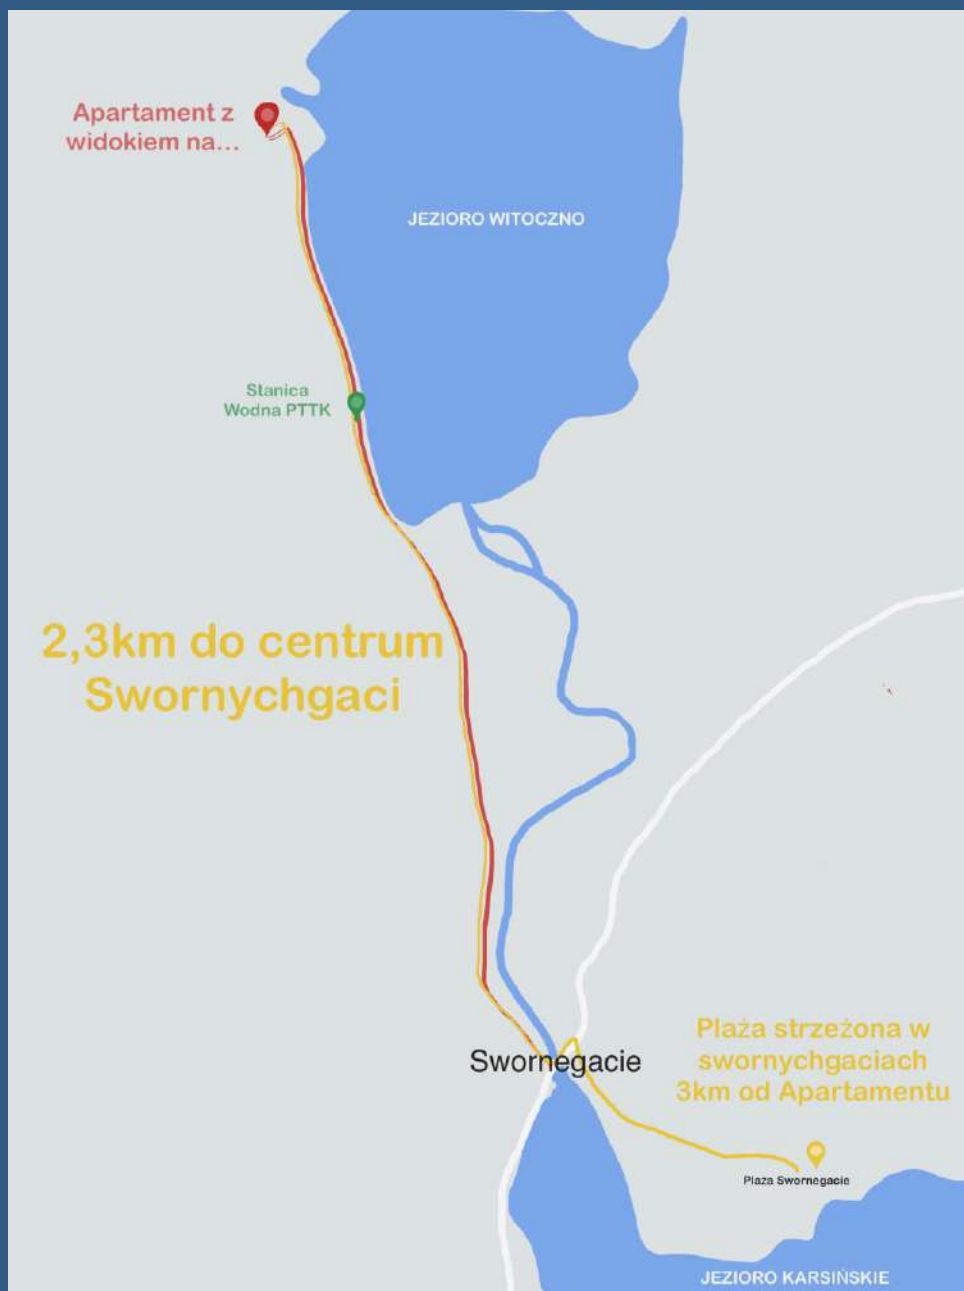 Apartament z
widokiem na...
JEZIORO WITOCZNO
Stanica
Wodna PTTK
2,3km do centrum
Swornychgaci
Swornegacie
Plaża strzeżona w
swornychgaciach
3km od Apartamentu
Plaża Swornegacie
JEZIORO KARSIŃSKIE